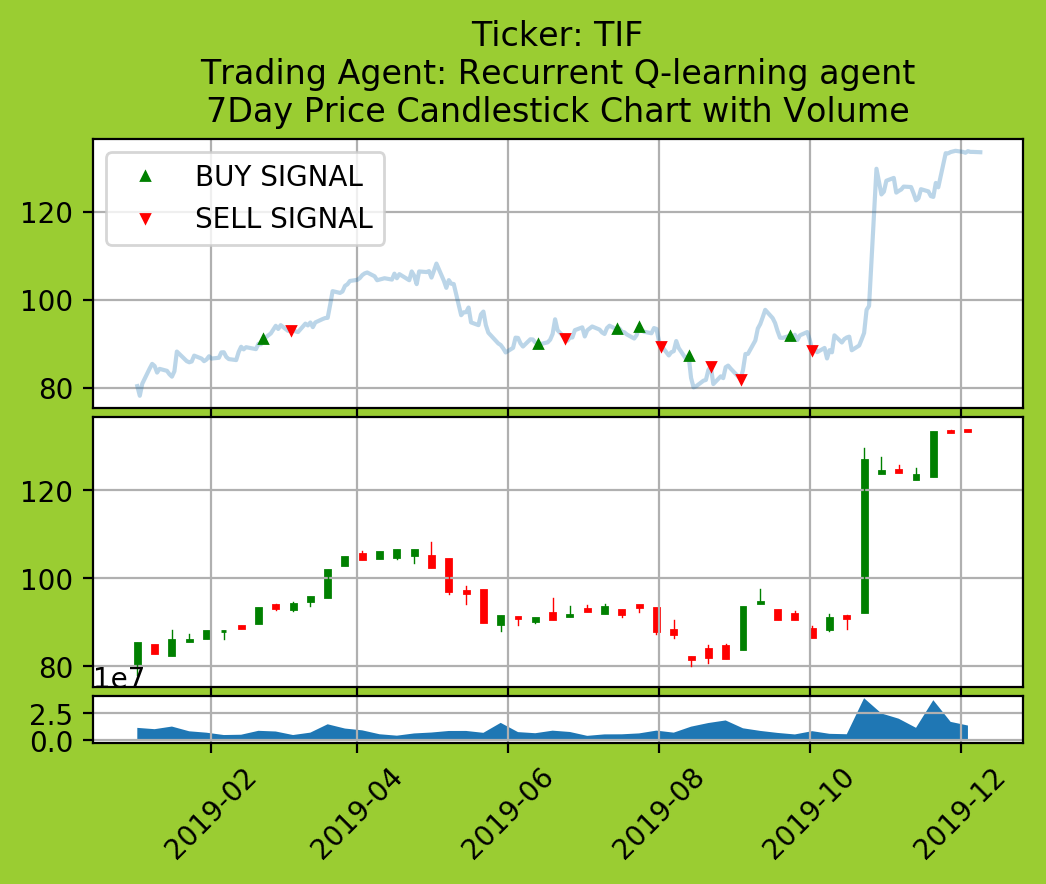 Ticker: TIF
Trading Agent: Recurrent Q-learning agent
7Day Price Candlestick Chart with Volume
BUY SIGNAL
SELL SIGNAL
120
100
80
120
100
80
1e7
2.5
0.0
2019-02
2019-04
2019-06
2019-08
2019-10
2019-12